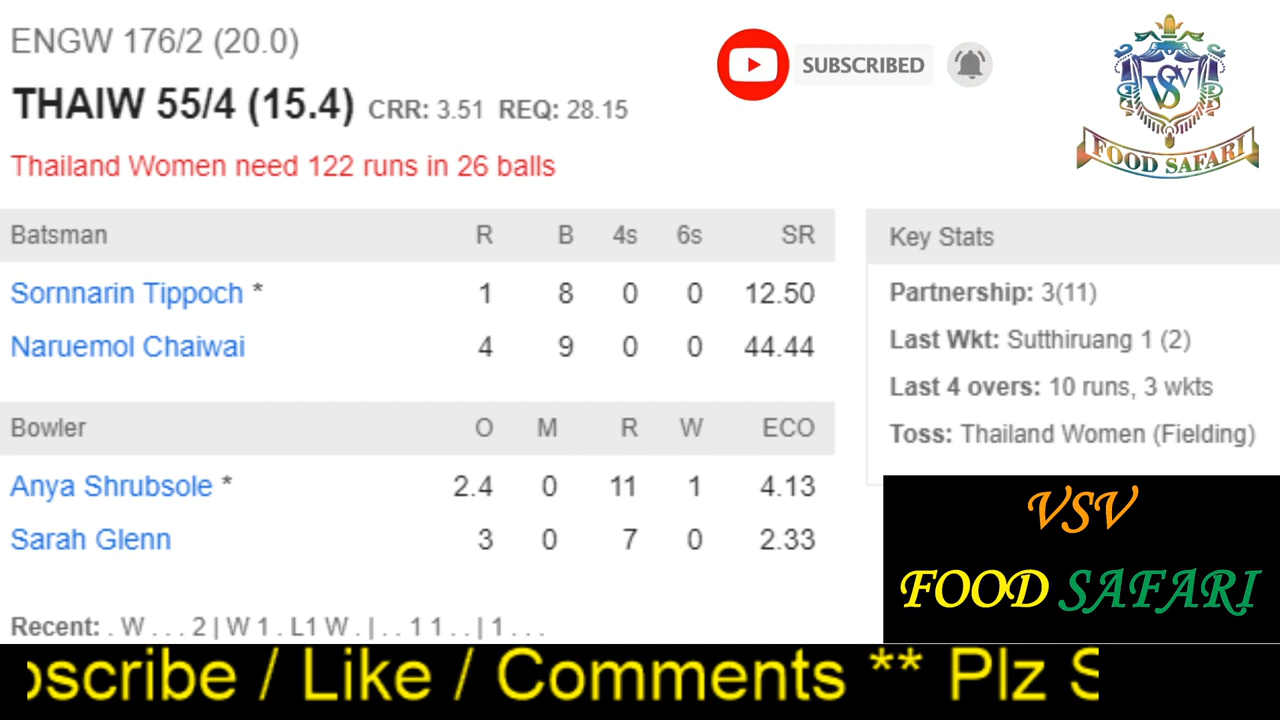 ENGW 176/2 (20.0)
THAIW 55/4 (15.4) CRR: 3.51 REQ: 28.15
Thailand Women need 122 runs in 26 balls
SUBSCRIBED
VSV
FOOD SAFARI
Batsman R B 4s 6s SR
Sornnarin Tippoch * 1 8 0 0 12.50
Naruemol Chaiwai 4 9 0 0 44.44
Bowler O M R W ECO
Anya Shrubsole * 2.4 0 11 1 4.13
Sarah Glenn 3 0 7 0 2.33
Recent: . W . . . 2 | W 1 . L1 W . | . . 1 1 . . | 1 . . .
Key Stats
Partnership: 3(11)
Last Wkt: Sutthiruang 1 (2)
Last 4 overs: 10 runs, 3 wkts
Toss: Thailand Women (Fielding)
VSV
FOOD SAFARI
bscribe / Like / Comments ** Plz S